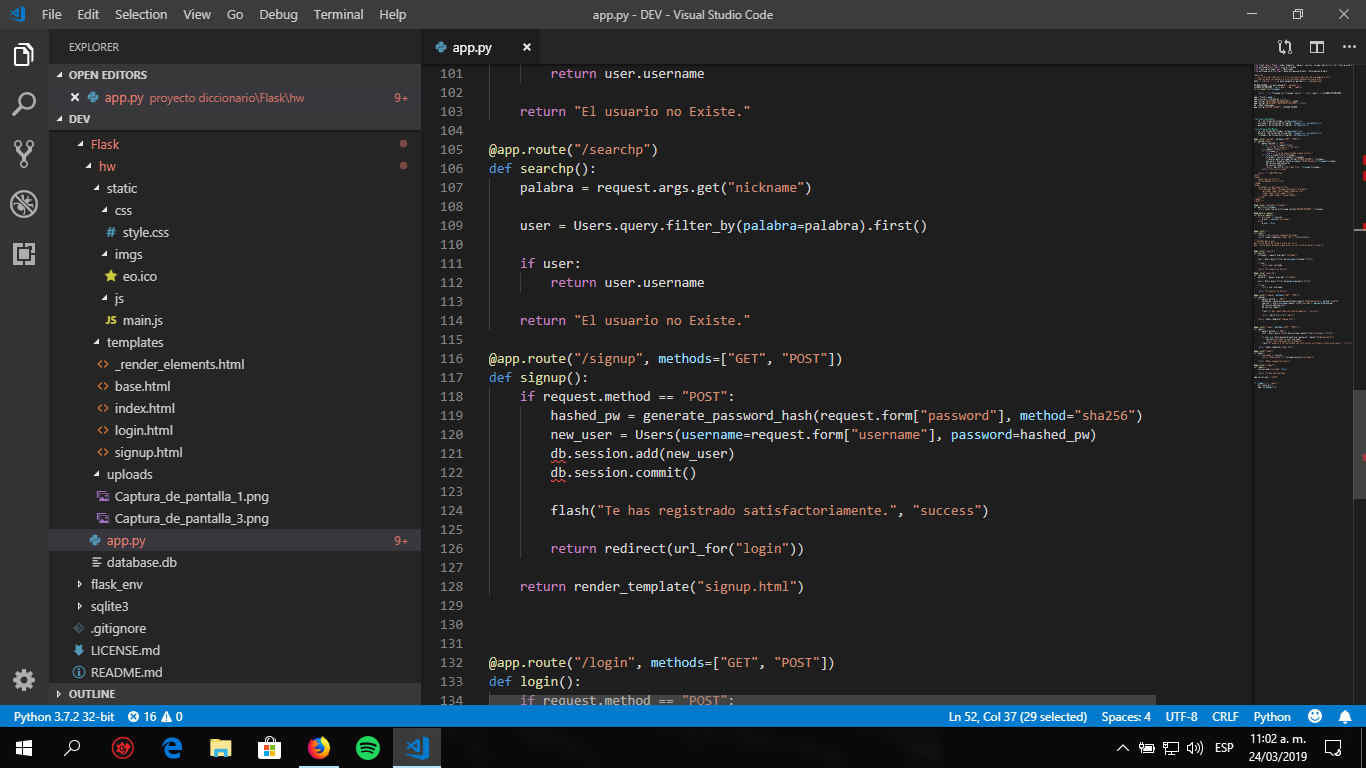 File Edit Selection View Go Debug Terminal Help
app.py - DEV - Visual Studio Code
EXPLORER
OPEN EDITORS
app.py proyecto diccionario\Flask\hw 9+
DEV
Flask
hw
static
css
# style.css
imgs
eo.ico
js
JS main.js
templates
<> _render_elements.html
<> base.html
<> index.html
<> login.html
<> signup.html
uploads
Captura_de_pantalla_1.png
Captura_de_pantalla_3.png
app.py 9+
database.db
flask_env
sqlite3
.gitignore
LICENSE.md
README.md
OUTLINE
app.py
101 return user.username
102
103 return "El usuario no Existe."
104
105 @app.route("/searchp")
106 def searchp():
107 palabra = request.args.get("nickname")
108
109 user = Users.query.filter_by(palabra=palabra).first()
110
111 if user:
112 return user.username
113
114 return "El usuario no Existe."
115
116 @app.route("/signup", methods=["GET", "POST"])
117 def signup():
118 if request.method == "POST":
119 hashed_pw = generate_password_hash(request.form["password"], method="sha256")
120 new_user = Users(username=request.form["username"], password=hashed_pw)
121 db.session.add(new_user)
122 db.session.commit()
123
124 flash("Te has registrado satisfactoriamente.", "success")
125
126 return redirect(url_for("login"))
127
128 return render_template("signup.html")
129
130
131
132 @app.route("/login", methods=["GET", "POST"])
133 def login():
134 if request.method == "POST":
Python 3.7.2 32-bit 16 0 Ln 52, Col 37 (29 selected) Spaces: 4 UTF-8 CRLF Python
ESP
11:02 a. m.
24/03/2019